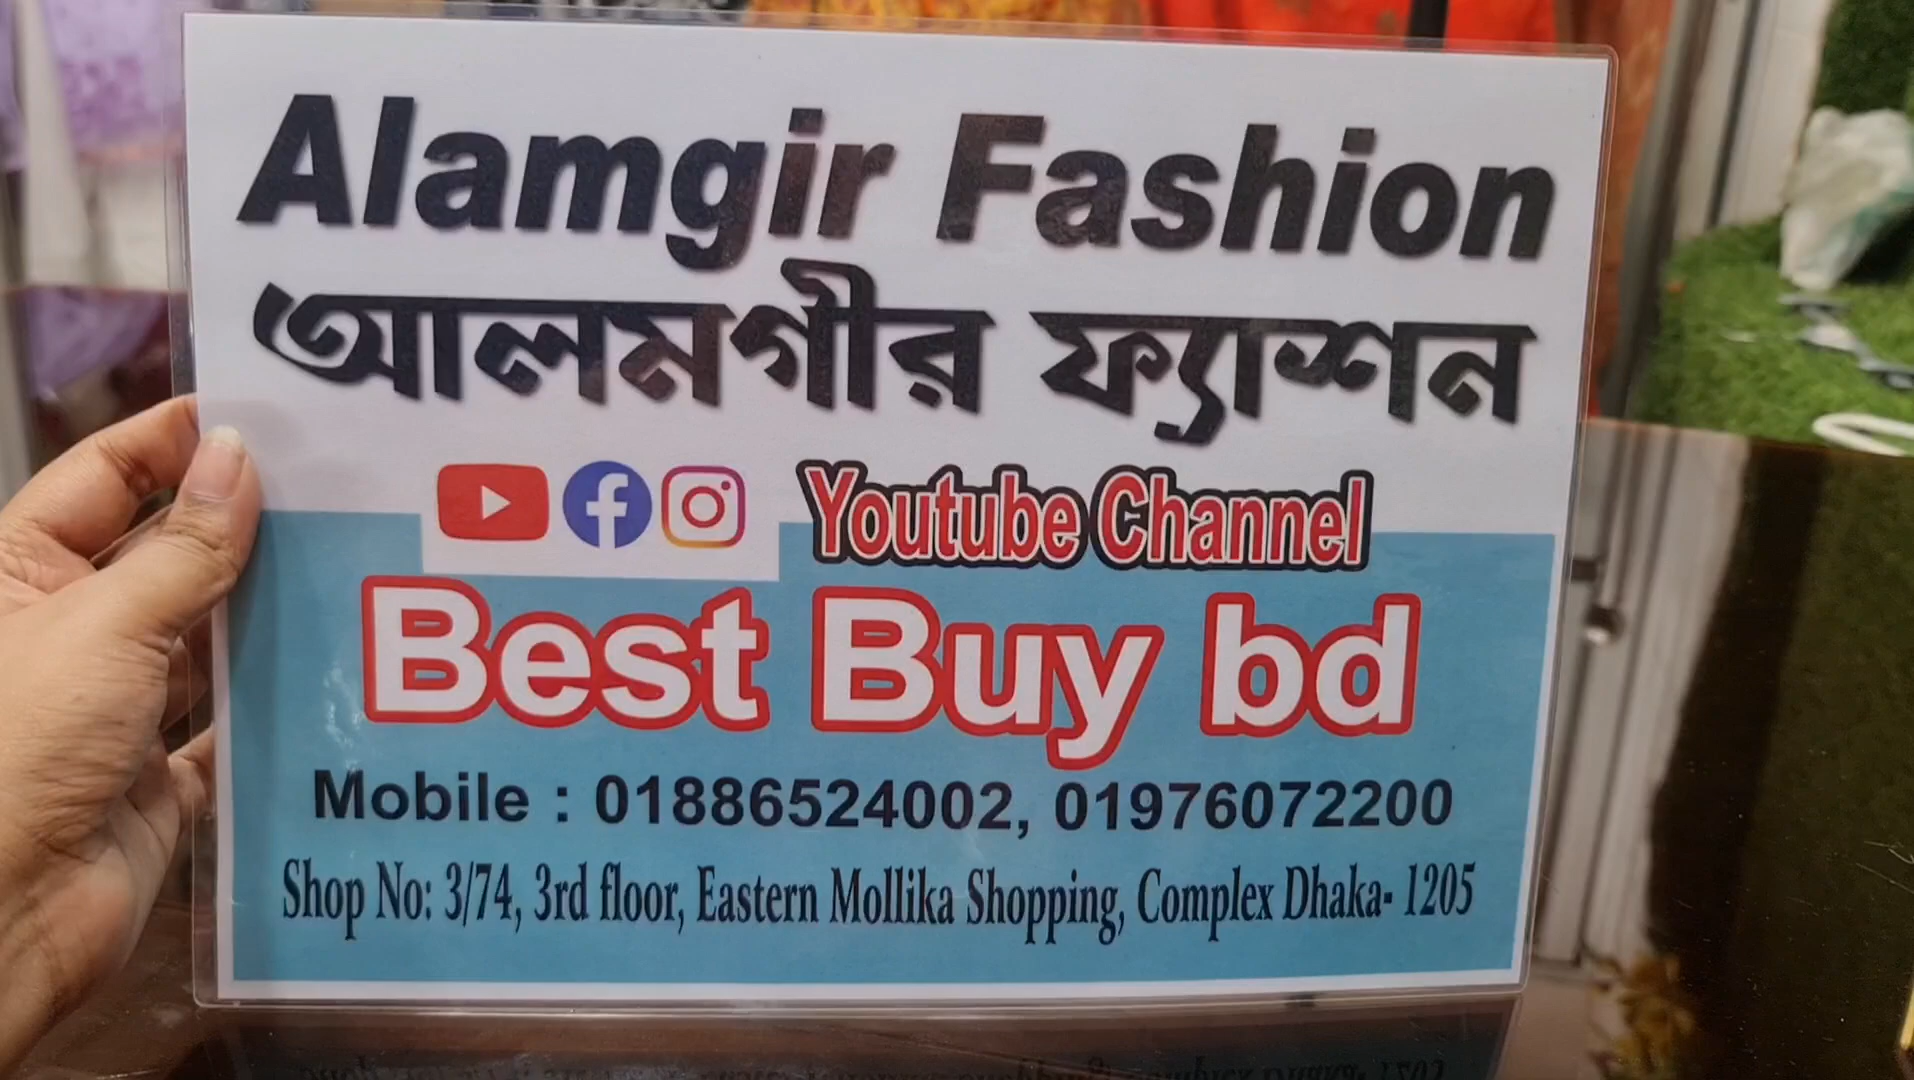 Alamgir Fashion
আলমগীর ফ্যাশন
Youtube Channel
Best Buy bd
Mobile : 01886524002, 01976072200
Shop No: 3/74, 3rd floor, Eastern Mollika Shopping, Complex Dhaka- 1205